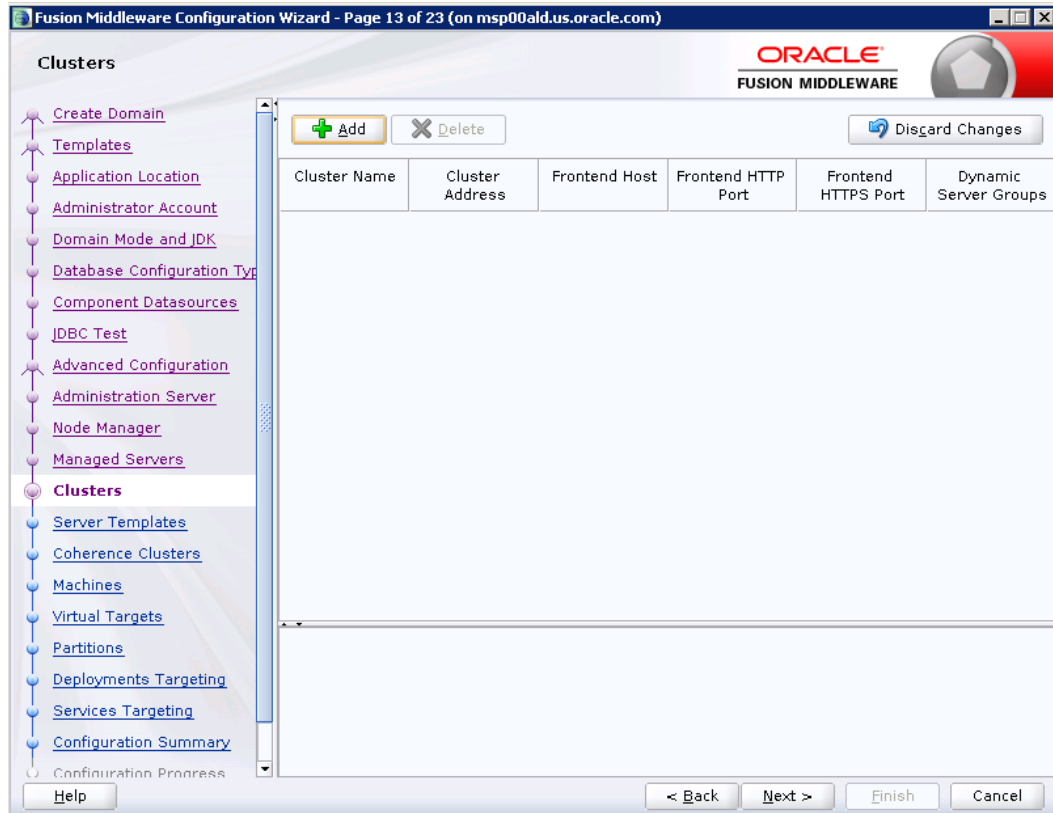 Fusion Middleware Configuration Wizard - Page 13 of 23 (on msp00ald.us.oracle.com)
Clusters
ORACLE
FUSION MIDDLEWARE
Create Domain
Templates
Application Location
Administrator Account
Domain Mode and JDK
Database Configuration Typ
Component Datasources
JDBC Test
Advanced Configuration
Administration Server
Node Manager
Managed Servers
Clusters
Server Templates
Coherence Clusters
Machines
Virtual Targets
Partitions
Deployments Targeting
Services Targeting
Configuration Summary
Configuration Progress
Add
Delete
Discard Changes
Cluster Name
Cluster
Address
Frontend Host
Frontend HTTP
Port
Frontend
HTTPS Port
Dynamic
Server Groups
Help
< Back
Next >
Finish
Cancel